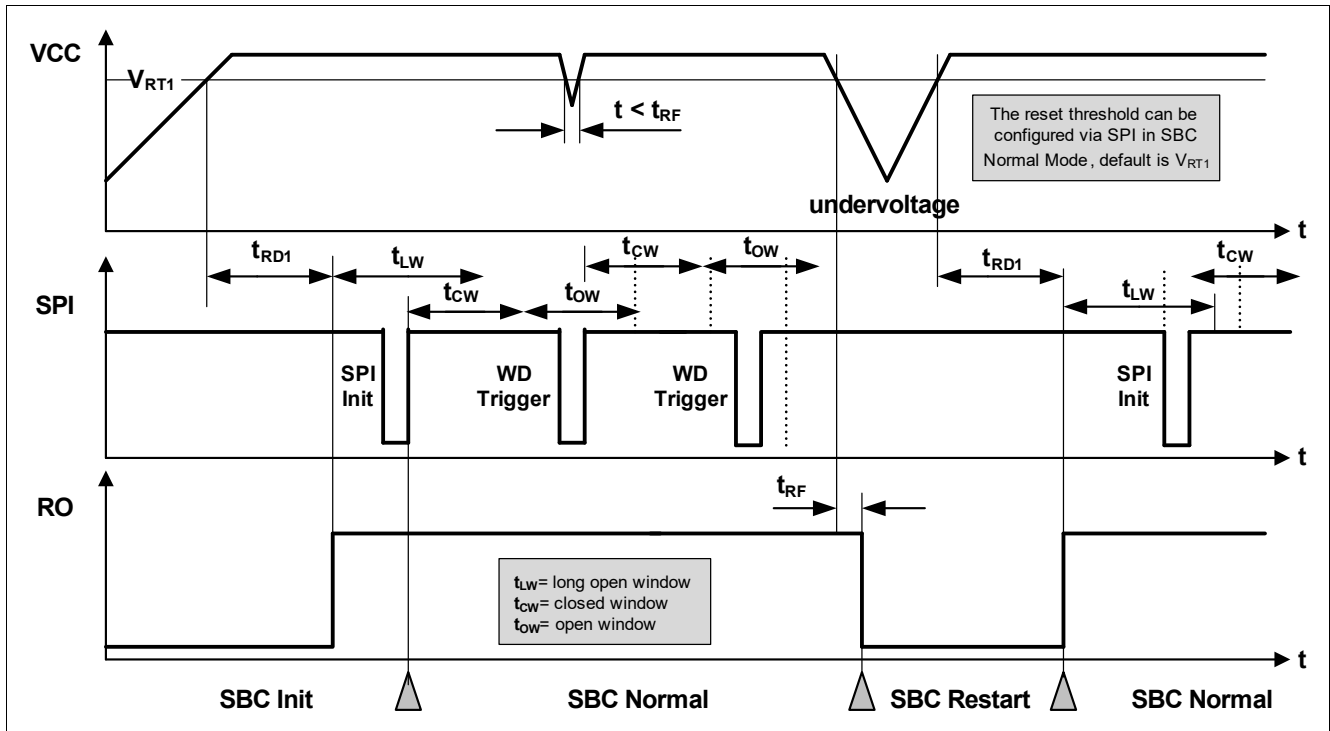 VCC
VRT1
t < tRF
The reset threshold can be
configured via SPI in SBC
Normal Mode, default is VRT1
undervoltage
t
tRD1
tLW
tCW
tOW
tCW
tOW
tRD1
tLW
tCW
SPI
SPI
Init
WD
Trigger
WD
Trigger
SPI
Init
t
RO
tRF
tLW= long open window
tCW= closed window
tOW= open window
t
SBC Init
SBC Normal
SBC Restart
SBC Normal